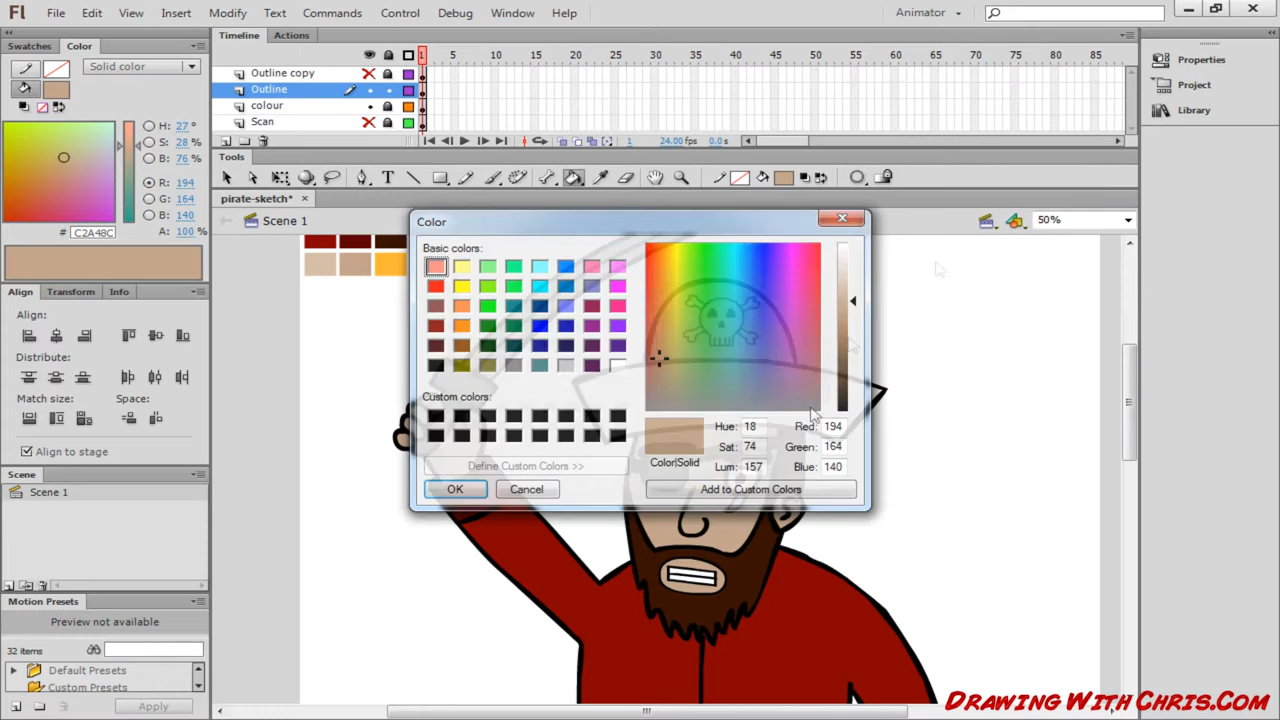 Fl File Edit View Insert Modify Text Commands Control Debug Window Help Animator
Swatches Color
Timeline Actions
Solid color
1 5 10 15 20 25 30 35 40 45 50 55 60 65 70 75 80 85
Outline copy
Outline
colour
Scan
H: 27 °
S: 28 %
B: 76 %
R: 194
G: 164
B: 140
# C2A48C A: 100 %
1 24.00 fps 0.0 s
Tools
pirate-sketch* ×
Scene 1
50%
Align Transform Info
Align:
Distribute:
Match size: Space:
Align to stage
Scene
Scene 1
Motion Presets
Preview not available
32 items
Default Presets
Custom Presets
Apply
Properties
Project
Library
Color
Basic colors:
Custom colors:
Define Custom Colors >>
OK Cancel
Color|Solid
Hue: 18 Red: 194
Sat: 74 Green: 164
Lum: 157 Blue: 140
Add to Custom Colors
DRAWING WITH CHRIS.COM